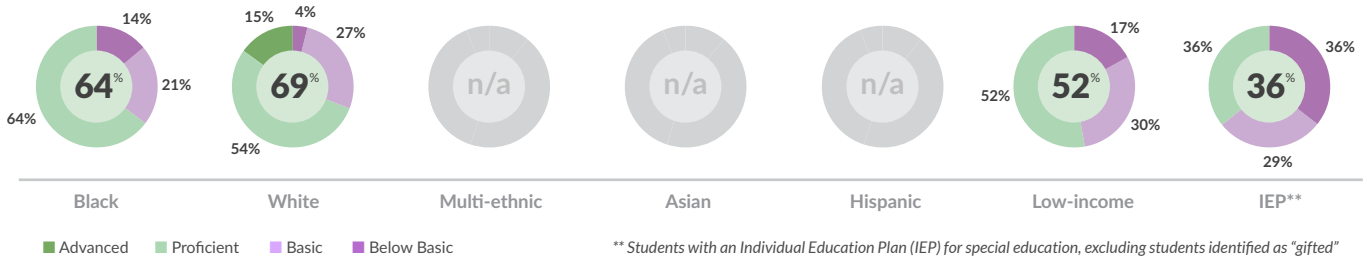 14%
21%
64%
64%
15%
4%
27%
54%
69%
n/a
n/a
n/a
17%
30%
52%
52%
36%
36%
29%
36%
Black White Multi-ethnic Asian Hispanic Low-income IEP**
Advanced Proficient Basic Below Basic
** Students with an Individual Education Plan (IEP) for special education, excluding students identified as “gifted”